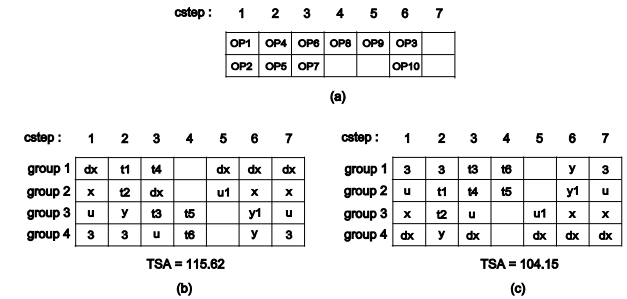 cstep : 1 2 3 4 5 6 7
OP1 OP4 OP6 OP8 OP9 OP3
OP2 OP5 OP7 OP10
(a)
cstep : 1 2 3 4 5 6 7
group 1 dx t1 t4 dx dx dx
group 2 x t2 dx u1 x x
group 3 u y t3 t5 y1 u
group 4 3 3 u t6 y 3
TSA = 115.62
(b)
cstep : 1 2 3 4 5 6 7
group 1 3 3 t3 t6 y 3
group 2 u t1 t4 t5 y1 u
group 3 x t2 u u1 x x
group 4 dx y dx dx dx dx
TSA = 104.15
(c)